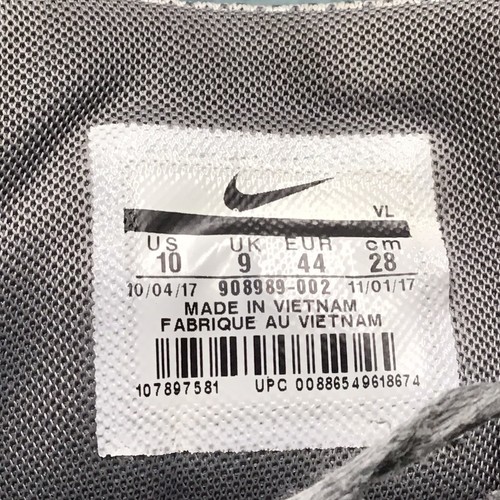 VL
US UK EUR cm
10 9 44 28
10/04/17 908989-002 11/01/17
MADE IN VIETNAM
FABRIQUE AU VIETNAM
107897581 UPC 00886549618674